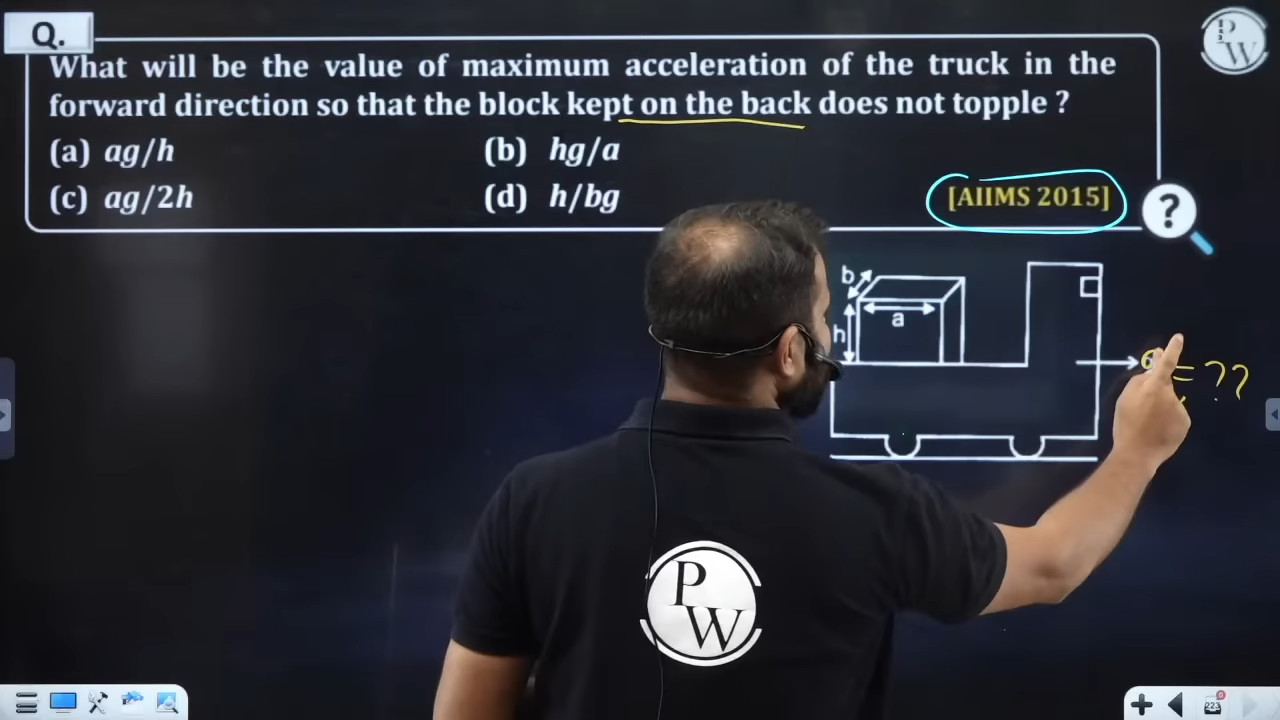 Q.
What will be the value of maximum acceleration of the truck in the
forward direction so that the block kept on the back does not topple ?
(a) ag/h
(b) hg/a
(c) ag/2h
(d) h/bg
[AIIMS 2015]
?
P
W
b
a
h
= ??
P
W
223